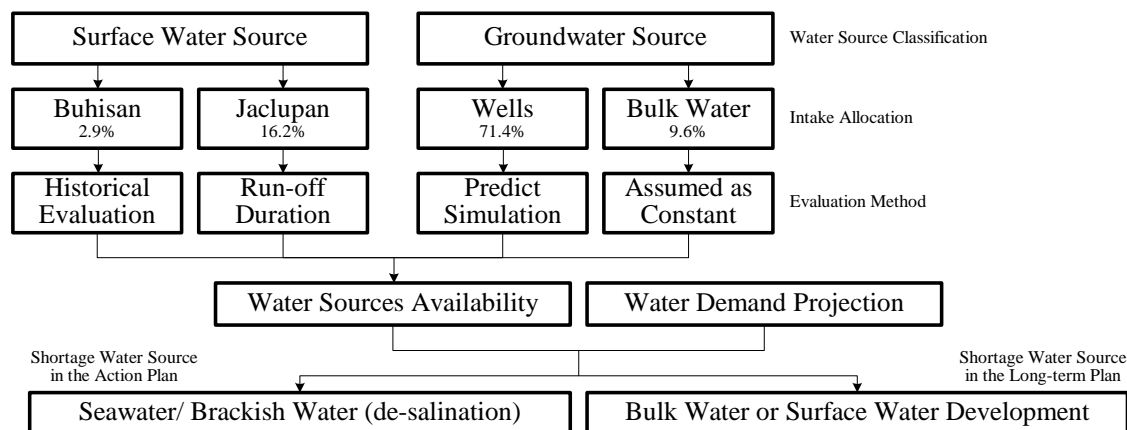 Surface Water Source
Groundwater Source
Water Source Classification
Buhisan
2.9%
Jaclupan
16.2%
Wells
71.4%
Bulk Water
9.6%
Intake Allocation
Historical
Evaluation
Run-off
Duration
Predict
Simulation
Assumed as
Constant
Evaluation Method
Water Sources Availability
Water Demand Projection
Shortage Water Source
in the Action Plan
Shortage Water Source
in the Long-term Plan
Seawater/ Brackish Water (de-salination)
Bulk Water or Surface Water Development